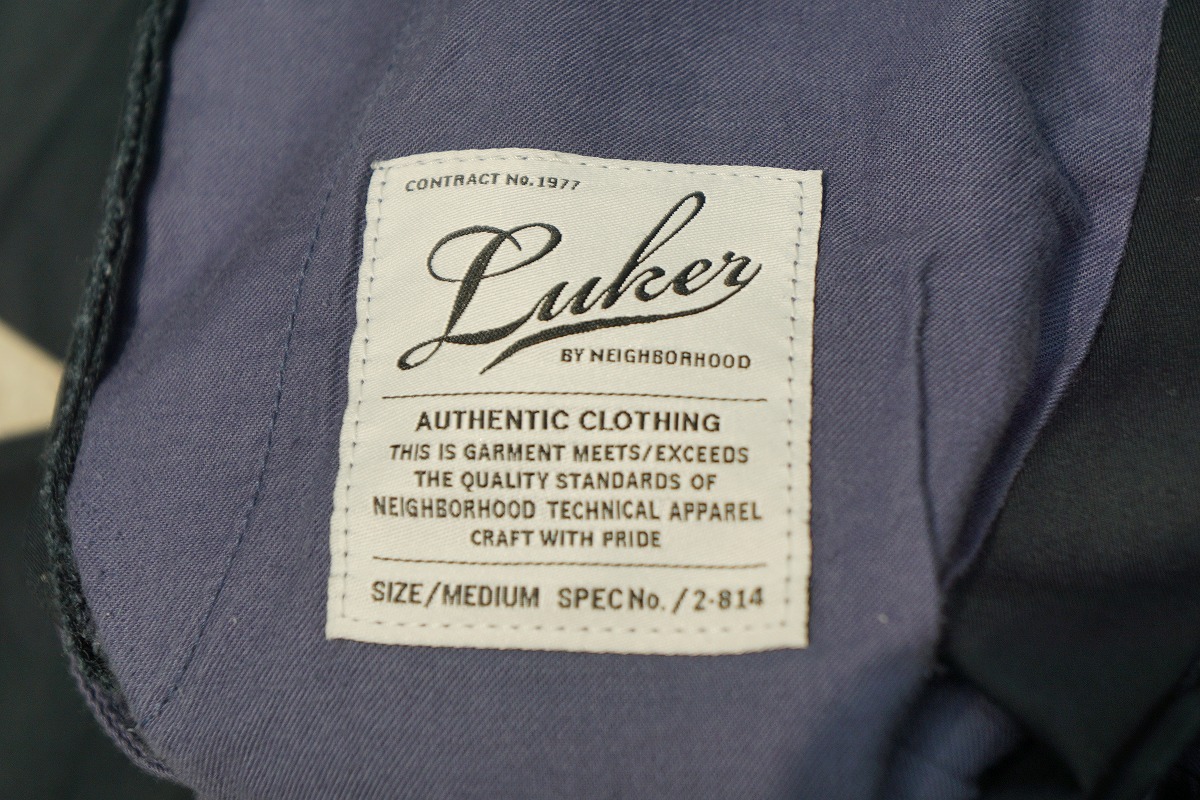 CONTRACT No.1977
Luker
BY NEIGHBORHOOD
AUTHENTIC CLOTHING
THIS IS GARMENT MEETS/EXCEEDS
THE QUALITY STANDARDS OF
NEIGHBORHOOD TECHNICAL APPAREL
CRAFT WITH PRIDE
SIZE/MEDIUM SPEC No./2-814